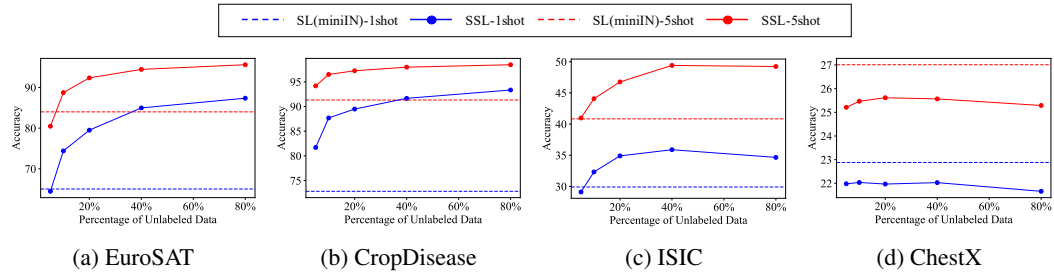 SL(miniIN)-1shot SSL-1shot SL(miniIN)-5shot SSL-5shot
Accuracy
90
80
70
20% 40% 60% 80%
Percentage of Unlabeled Data
(a) EuroSAT
Accuracy
95
90
85
80
75
20% 40% 60% 80%
Percentage of Unlabeled Data
(b) CropDisease
Accuracy
50
45
40
35
30
20% 40% 60% 80%
Percentage of Unlabeled Data
(c) ISIC
Accuracy
27
26
25
24
23
22
20% 40% 60% 80%
Percentage of Unlabeled Data
(d) ChestX